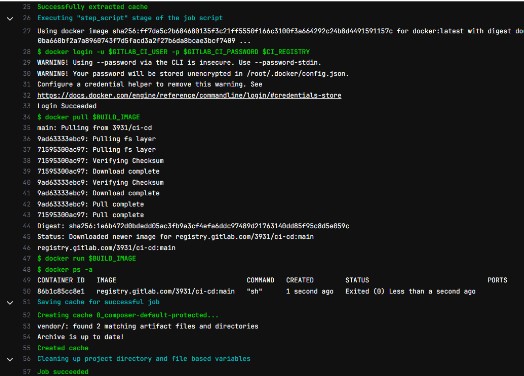 25 Successfully extracted cache
26 Executing "step_script" stage of the job script
27 Using docker image sha256:ff7da5c2b604680135f3c21ff5550f166c3100f3a664292c24b8d4491591157c for docker:latest with digest do
0ba660bf2a7a8960743f7d5facd3a2f27b6da8bcae3bcf7489 ...
28 $ docker login -u $GITLAB_CI_USER -p $GITLAB_CI_PASSWORD $CI_REGISTRY
29 WARNING! Using --password via the CLI is insecure. Use --password-stdin.
30 WARNING! Your password will be stored unencrypted in /root/.docker/config.json.
31 Configure a credential helper to remove this warning. See
32 https://docs.docker.com/engine/reference/commandline/login/#credentials-store
33 Login Succeeded
34 $ docker pull $BUILD_IMAGE
35 main: Pulling from 3931/ci-cd
36 9ad63333ebc9: Pulling fs layer
37 71595300ac97: Pulling fs layer
38 71595300ac97: Verifying Checksum
39 71595300ac97: Download complete
40 9ad63333ebc9: Verifying Checksum
41 9ad63333ebc9: Download complete
42 9ad63333ebc9: Pull complete
43 71595300ac97: Pull complete
44 Digest: sha256:1e6b472d0bdedd05ac3fb9a3cf4efa6ddc97489d21763140dd85f95c8d5a059c
45 Status: Downloaded newer image for registry.gitlab.com/3931/ci-cd:main
46 registry.gitlab.com/3931/ci-cd:main
47 $ docker run $BUILD_IMAGE
48 $ docker ps -a
49 CONTAINER ID IMAGE COMMAND CREATED STATUS PORTS
50 86b1c85cc8e1 registry.gitlab.com/3931/ci-cd:main "sh" 1 second ago Exited (0) Less than a second ago
51 Saving cache for successful job
52 Creating cache 0_composer-default-protected...
53 vendor/: found 2 matching artifact files and directories
54 Archive is up to date!
55 Created cache
56 Cleaning up project directory and file based variables
57 Job succeeded